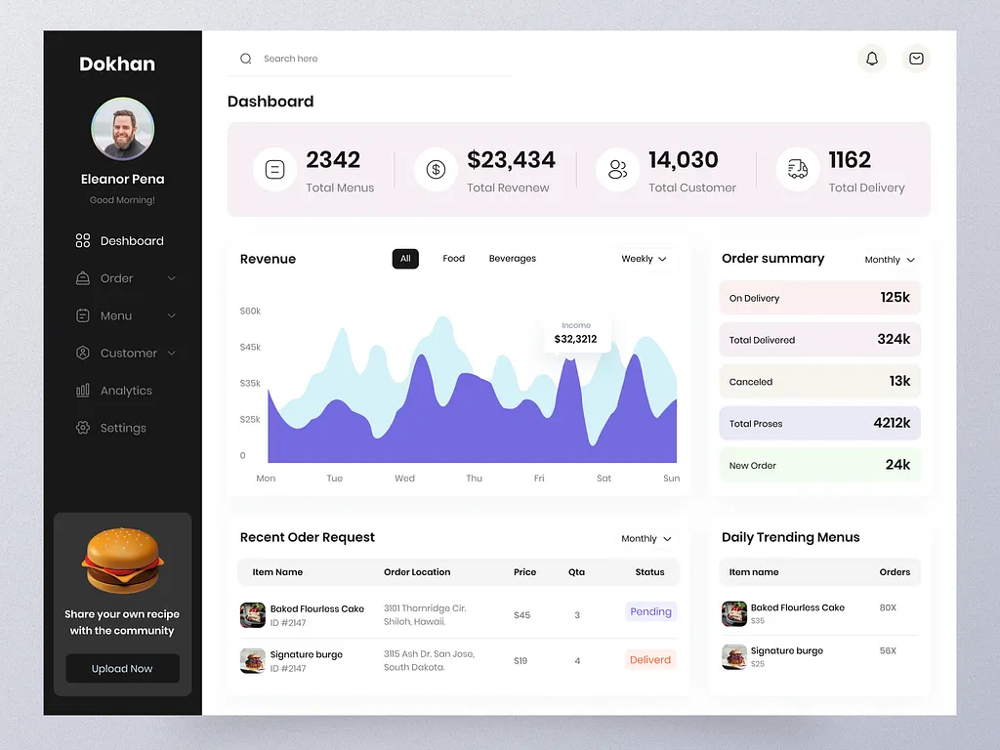 Dokhan
Eleanor Pena
Good Morning!
Deshboard
Order
Menu
Customer
Analytics
Settings
Share your own recipe
with the community
Upload Now
Search here
Dashboard
2342
Total Menus
$23,434
Total Revenew
14,030
Total Customer
1162
Total Delivery
Revenue
All
Food
Beverages
Weekly
$60k
$45k
$35k
$25k
0
Income
$32,3212
Mon Tue Wed Thu Fri Sat Sun
Order summary
Monthly
On Delivery 125k
Total Delivered 324k
Canceled 13k
Total Proses 4212k
New Order 24k
Recent Oder Request
Monthly
Item Name Order Location Price Qta Status
Baked Flourless Cake
ID #2147
3101 Thornridge Cir.
Shiloh, Hawaii.
$45 3 Pending
Signature burge
ID #2147
3115 Ash Dr. San Jose,
South Dakota.
$19 4 Deliverd
Daily Trending Menus
Item name Orders
Baked Flourless Cake
$35
80X
Signature burge
$25
56X